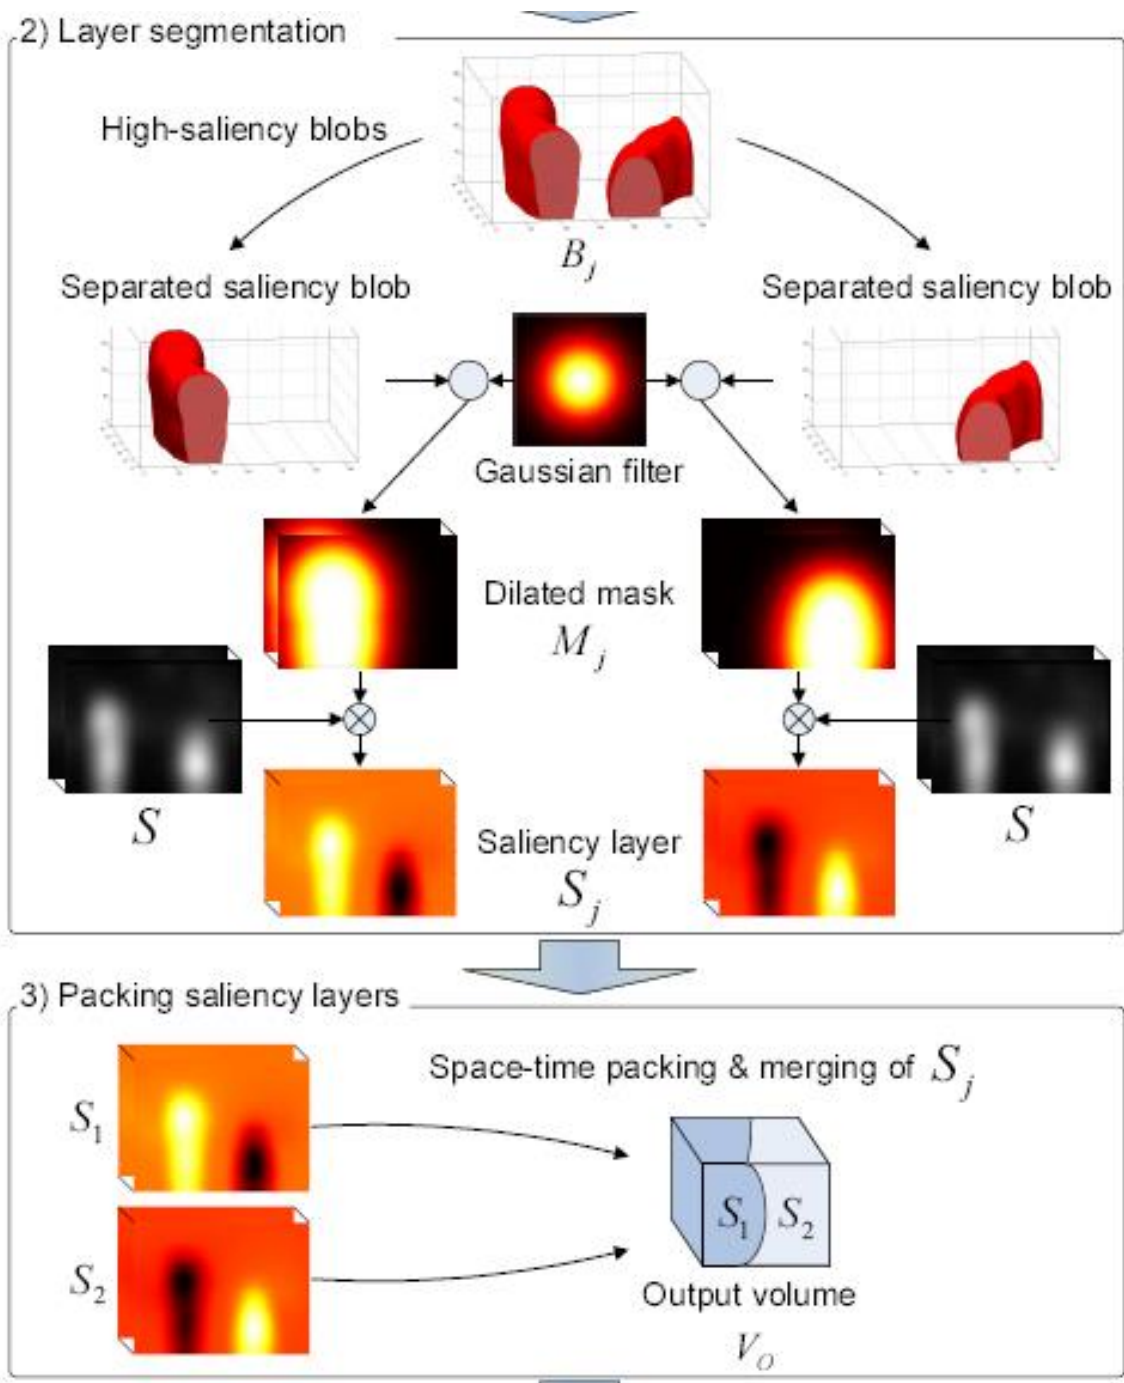 2) Layer segmentation
High-saliency blobs
B_j
Separated saliency blob
Separated saliency blob
Gaussian filter
Dilated mask
M_j
S
S
Saliency layer
S_j
3) Packing saliency layers
Space-time packing & merging of S_j
S_1
S_1 S_2
S_2
Output volume
V_O